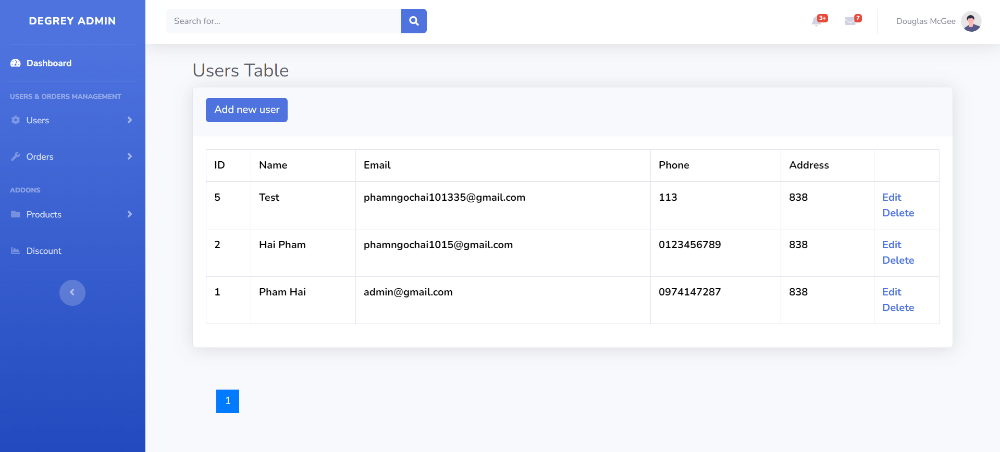 DEGREY ADMIN
Search for...
3+
7
Douglas McGee
Dashboard
USERS & ORDERS MANAGEMENT
Users
Orders
ADDONS
Products
Discount
Users Table
Add new user
ID Name Email Phone Address
5 Test phamngochai101335@gmail.com 113 838 Edit
Delete
2 Hai Pham phamngochai1015@gmail.com 0123456789 838 Edit
Delete
1 Pham Hai admin@gmail.com 0974147287 838 Edit
Delete
1